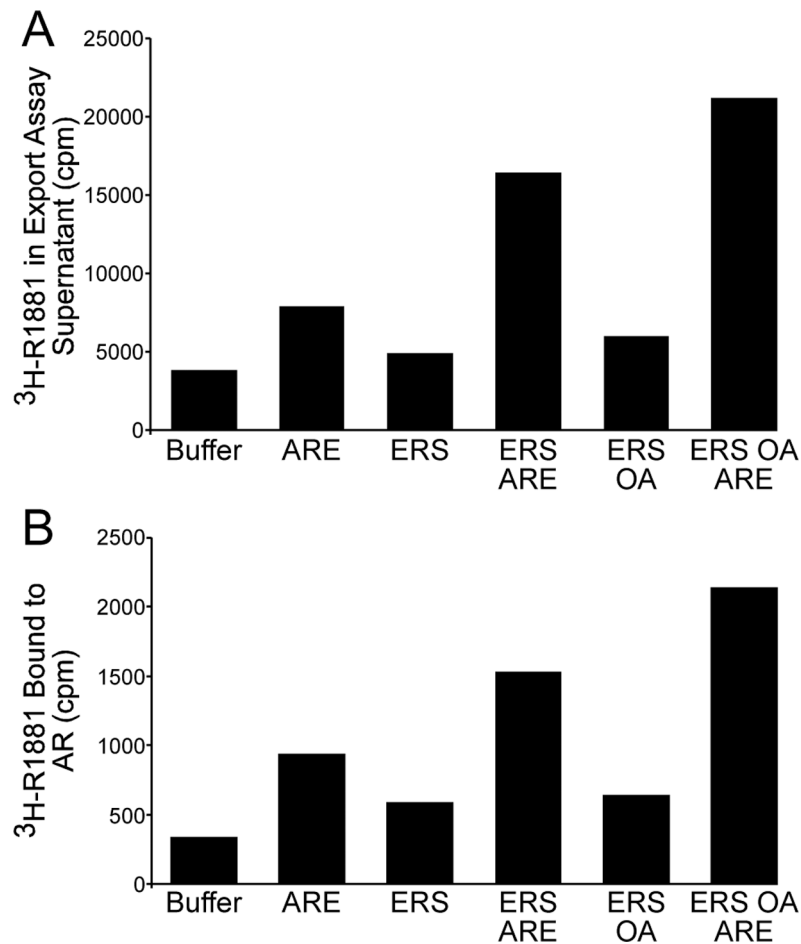 A
³H-R1881 in Export Assay
Supernatant (cpm)
25000
20000
15000
10000
5000
0
Buffer ARE ERS ERS ERS ERS OA
ARE OA ARE
B
³H-R1881 Bound to
AR (cpm)
2500
2000
1500
1000
500
0
Buffer ARE ERS ERS ERS ERS OA
ARE OA ARE